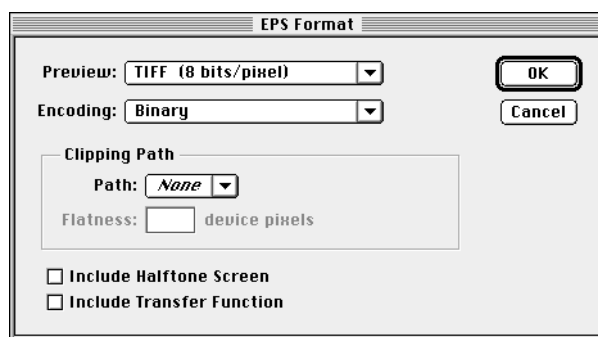 EPS Format
Preview: TIFF (8 bits/pixel)
OK
Encoding: Binary
Cancel
Clipping Path
Path: None
Flatness: device pixels
Include Halftone Screen
Include Transfer Function